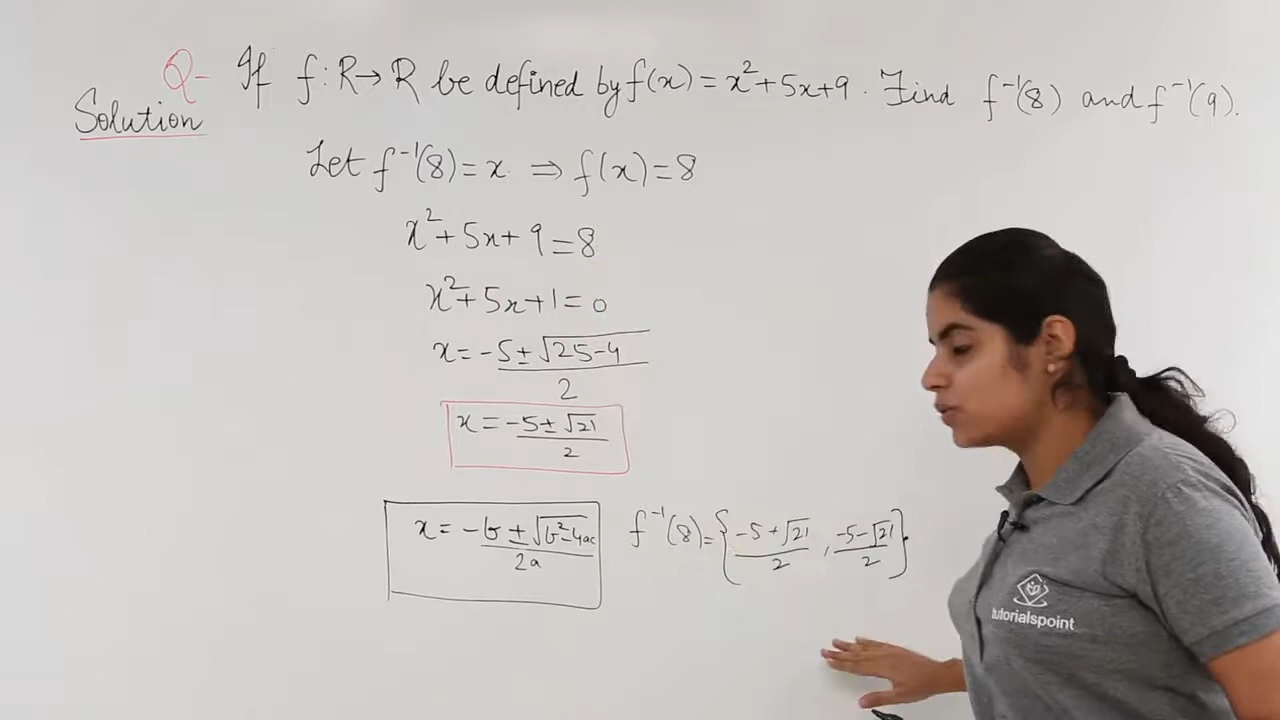 Q- If f: R→R be defined by f(x) = x²+5x+9. Find f⁻¹(8) and f⁻¹(9).
Solution
Let f⁻¹(8) = x. ⇒ f(x) = 8
x² + 5x + 9 = 8
x² + 5x + 1 = 0
x = -5 ± √25-4 / 2
x = -5 ± √21 / 2
x = -b ± √b²-4ac / 2a
f⁻¹(8) = {-5+√21 / 2, -5-√21 / 2}
tutorialspoint